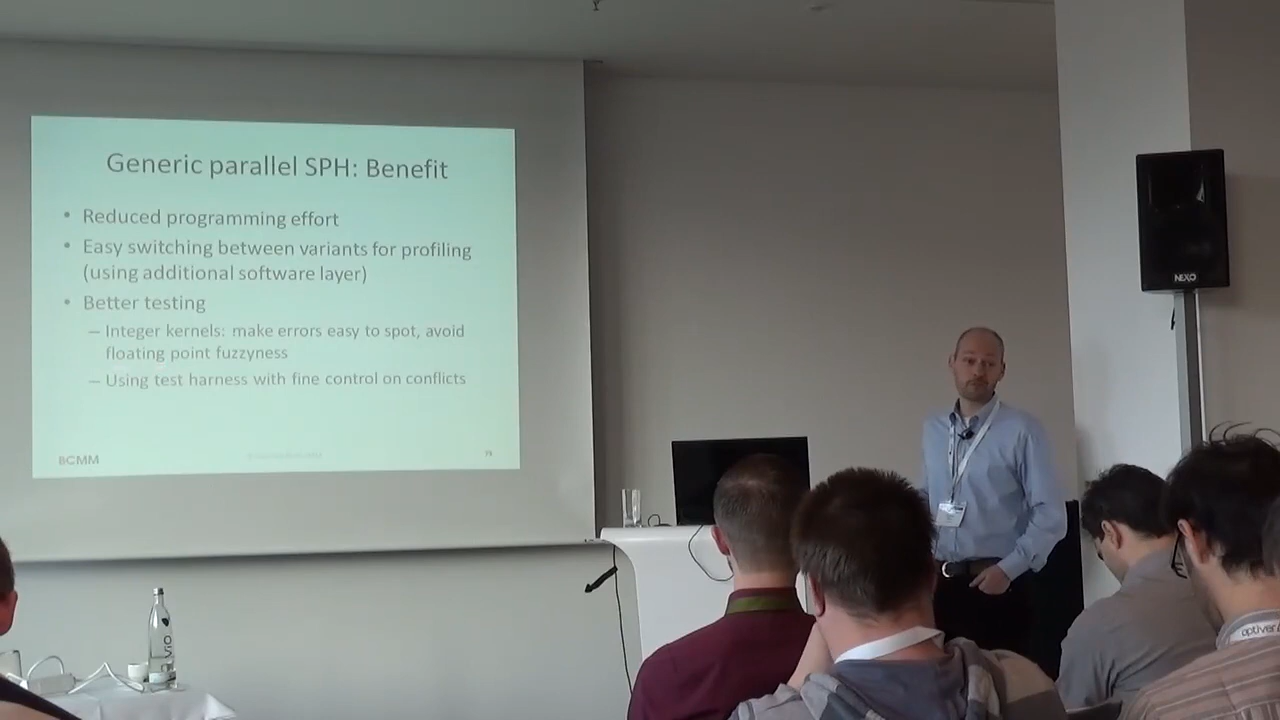 Generic parallel SPH: Benefit
• Reduced programming effort
• Easy switching between variants for profiling
(using additional software layer)
• Better testing
– Integer kernels: make errors easy to spot, avoid
floating point fuzzyness
– Using test harness with fine control on conflicts
BCMM
NEXO
optiver